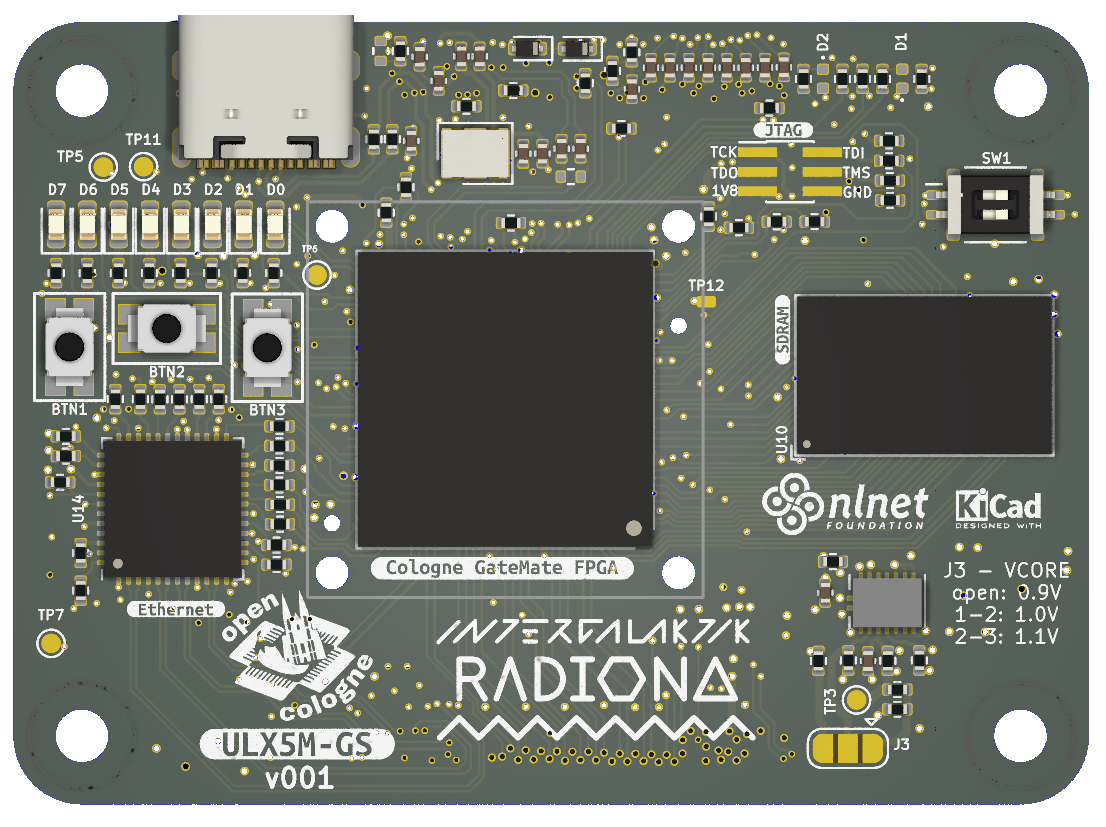 D2
D1
JTAG
TP5
TP11
TCK
TDI
TDO
TMS
1V8
GND
SW1
D7 D6 D5 D4 D3 D2 D1 D0
TP6
TP12
SDRAM
BTN2
BTN1
BTN3
U10
U14
nlnet
FOUNDATION
KiCad
DESIGNED WITH
Cologne GateMate FPGA
Ethernet
J3 - VCORE
open: 0.9V
1-2: 1.0V
2-3: 1.1V
TP7
open
cologne
INTERGALAKTIK
RADIONA
TP3
J3
ULX5M-GS
v001